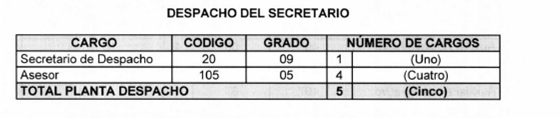 DESPACHO DEL SECRETARIO
CARGO CODIGO GRADO NÚMERO DE CARGOS
Secretario de Despacho 20 09 1 (Uno)
Asesor 105 05 4 (Cuatro)
TOTAL PLANTA DESPACHO 5 (Cinco)